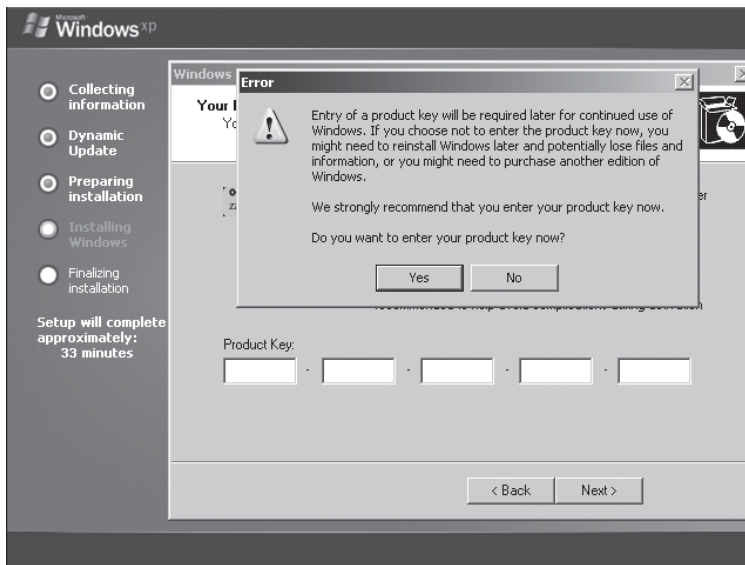 Microsoft
Windows xp
Collecting
information
Dynamic
Update
Preparing
installation
Installing
Windows
Finalizing
installation
Setup will complete
approximately:
33 minutes
Windows
Your
Error
Entry of a product key will be required later for continued use of
Windows. If you choose not to enter the product key now, you
might need to reinstall Windows later and potentially lose files and
information, or you might need to purchase another edition of
Windows.
We strongly recommend that you enter your product key now.
Do you want to enter your product key now?
Yes
No
Product Key:
- - - -
< Back
Next >